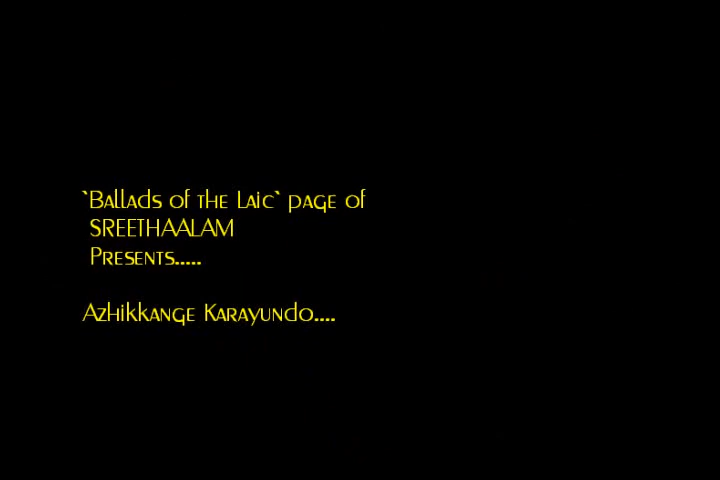 `Ballads of the Laic` page of
SREETHAALAM
Presents.....
Azhikkange Karayundo....